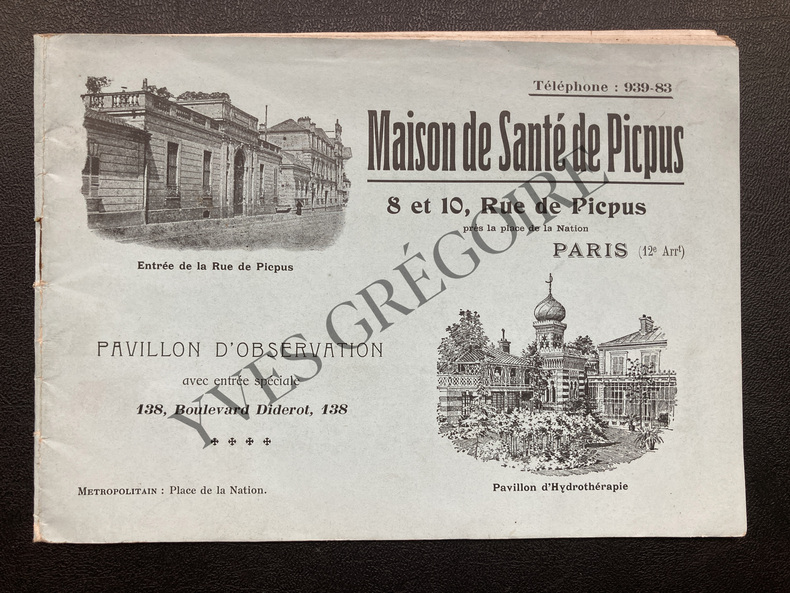 Téléphone : 939-83
Maison de Santé de Picpus
8 et 10, Rue de Picpus
près la place de la Nation
PARIS (12e Arrt)
Entrée de la Rue de Picpus
PAVILLON D'OBSERVATION
avec entrée spéciale
138, Boulevard Diderot, 138
METROPOLITAIN : Place de la Nation.
Pavillon d'Hydrothérapie
YVES GRÉGOIRE